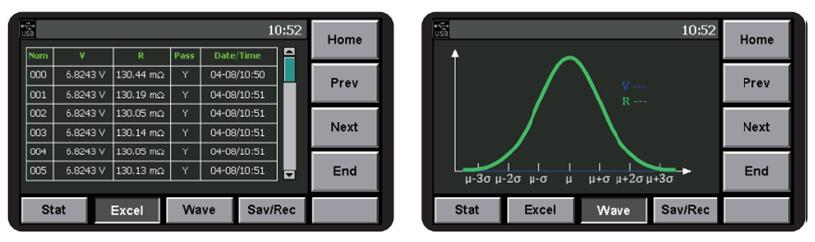 USB 10:52
Num V R Pass Date/Time
000 6.8243 V 130.44 mΩ Y 04-08/10:50
001 6.8243 V 130.19 mΩ Y 04-08/10:51
002 6.8243 V 130.05 mΩ Y 04-08/10:51
003 6.8243 V 130.14 mΩ Y 04-08/10:51
004 6.8243 V 130.05 mΩ Y 04-08/10:51
005 6.8243 V 130.13 mΩ Y 04-08/10:51
Home
Prev
Next
End
Stat Excel Wave Sav/Rec
USB 10:52
V ---
R ---
μ-3σ μ-2σ μ-σ μ μ+σ μ+2σ μ+3σ
Home
Prev
Next
End
Stat Excel Wave Sav/Rec